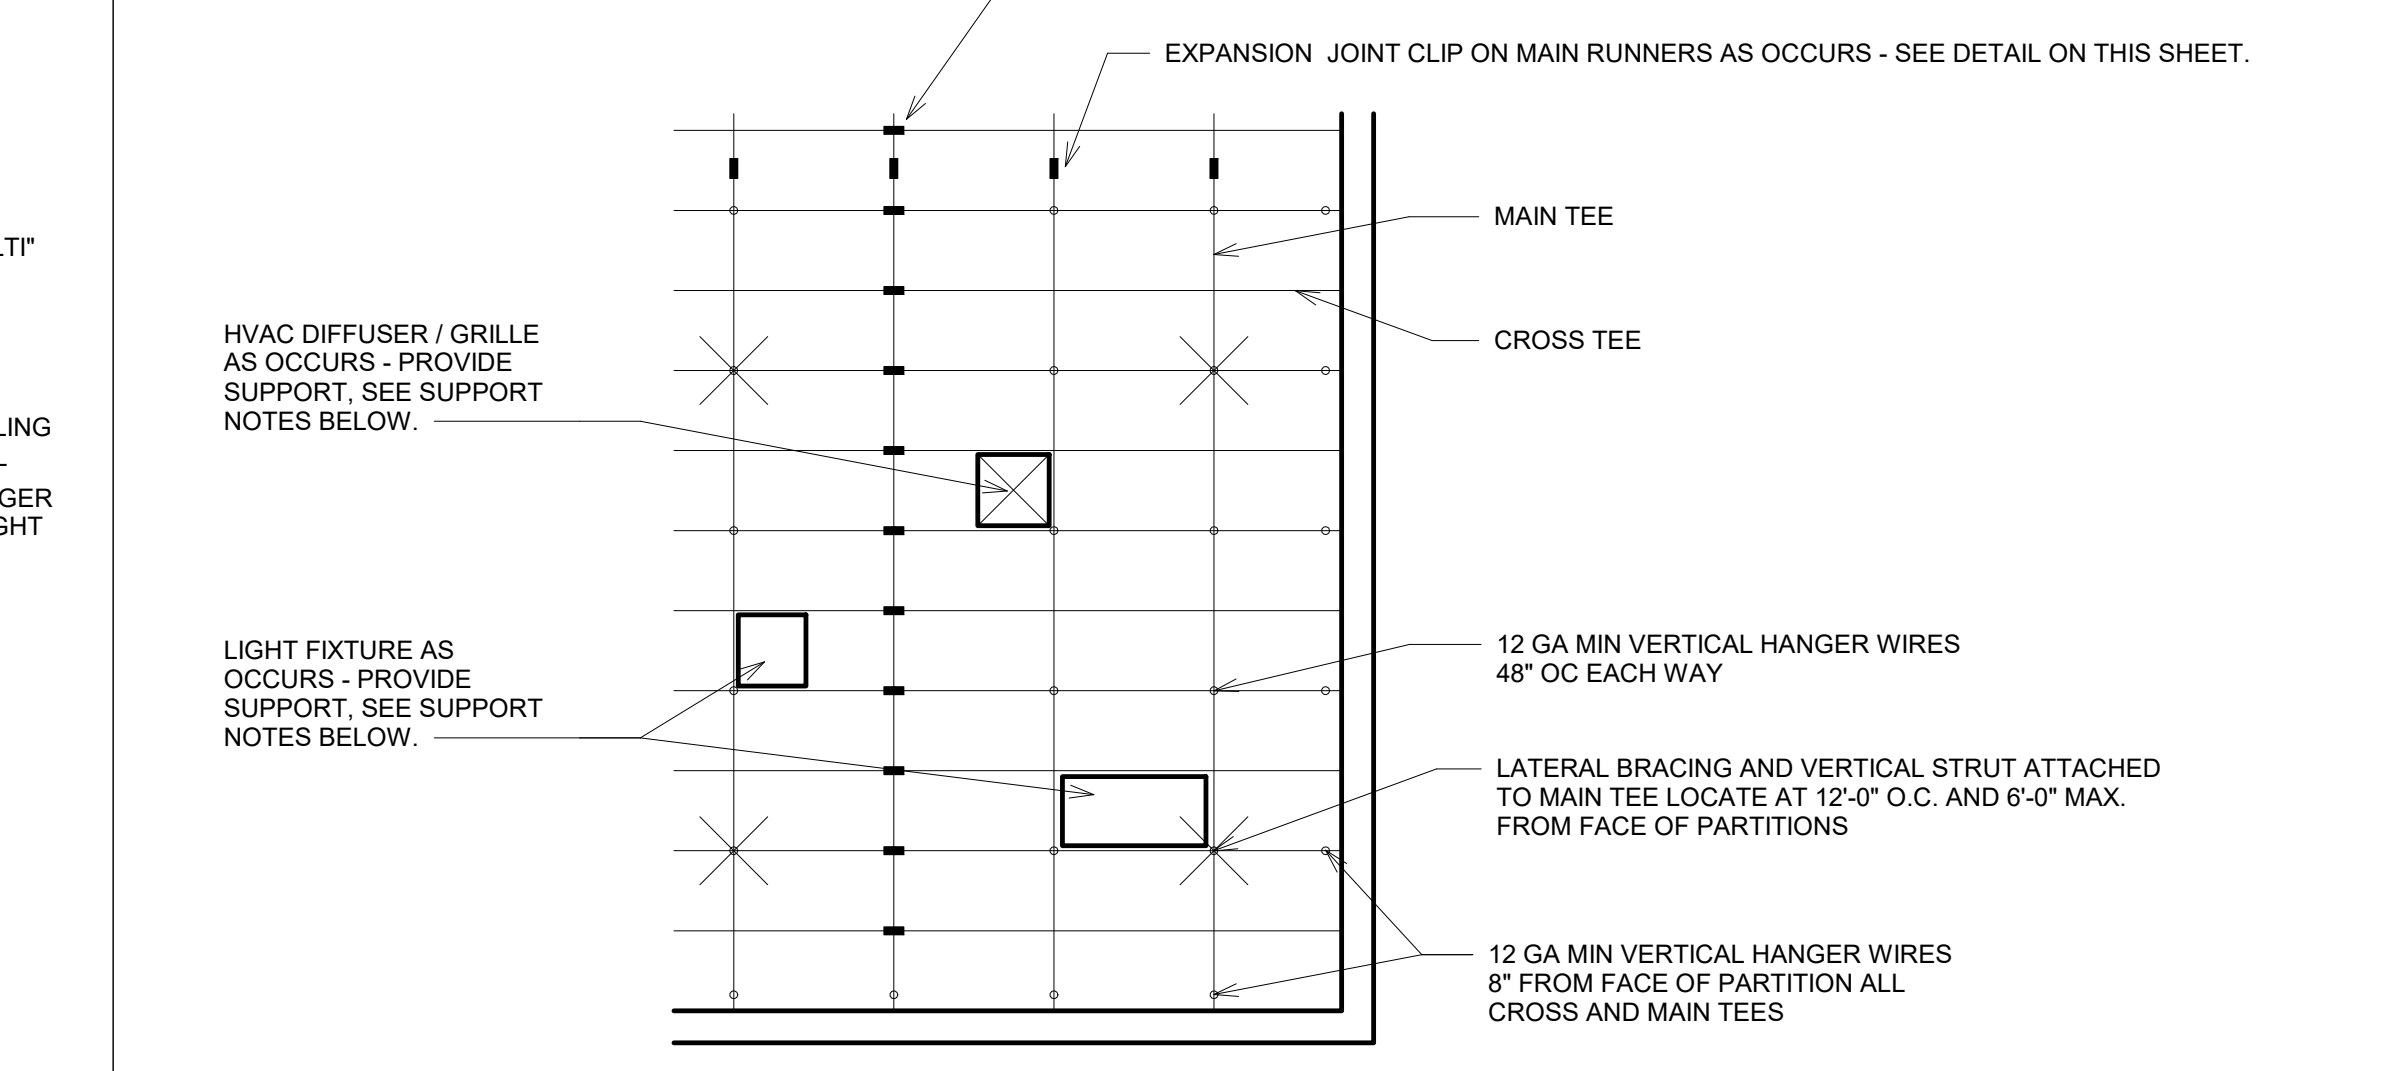 EXPANSION  JOINT CLIP ON MAIN RUNNERS AS OCCURS - SEE DETAIL ON THIS SHEET.
MAIN TEE
LTI"
HVAC DIFFUSER / GRILLE
AS OCCURS - PROVIDE
SUPPORT, SEE SUPPORT
NOTES BELOW.
CROSS TEE
LING
-
GER
GHT
LIGHT FIXTURE AS
OCCURS - PROVIDE
SUPPORT, SEE SUPPORT
NOTES BELOW.
12 GA MIN VERTICAL HANGER WIRES
48" OC EACH WAY
LATERAL BRACING AND VERTICAL STRUT ATTACHED
TO MAIN TEE LOCATE AT 12'-0" O.C. AND 6'-0" MAX.
FROM FACE OF PARTITIONS
12 GA MIN VERTICAL HANGER WIRES
8" FROM FACE OF PARTITION ALL
CROSS AND MAIN TEES